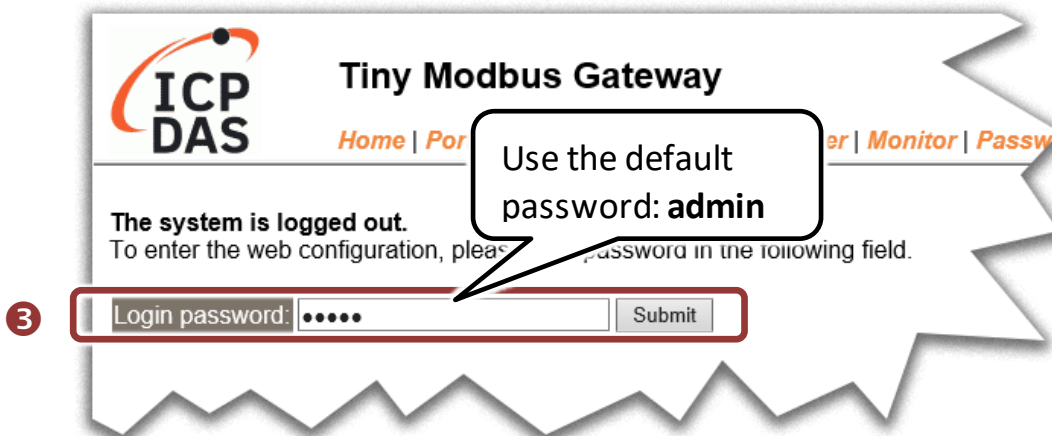 ICP
DAS
Tiny Modbus Gateway
Home | Por er | Monitor | Passw
Use the default
password: admin
The system is logged out.
To enter the web configuration, password in the following field.
3
Login password: ••••• Submit